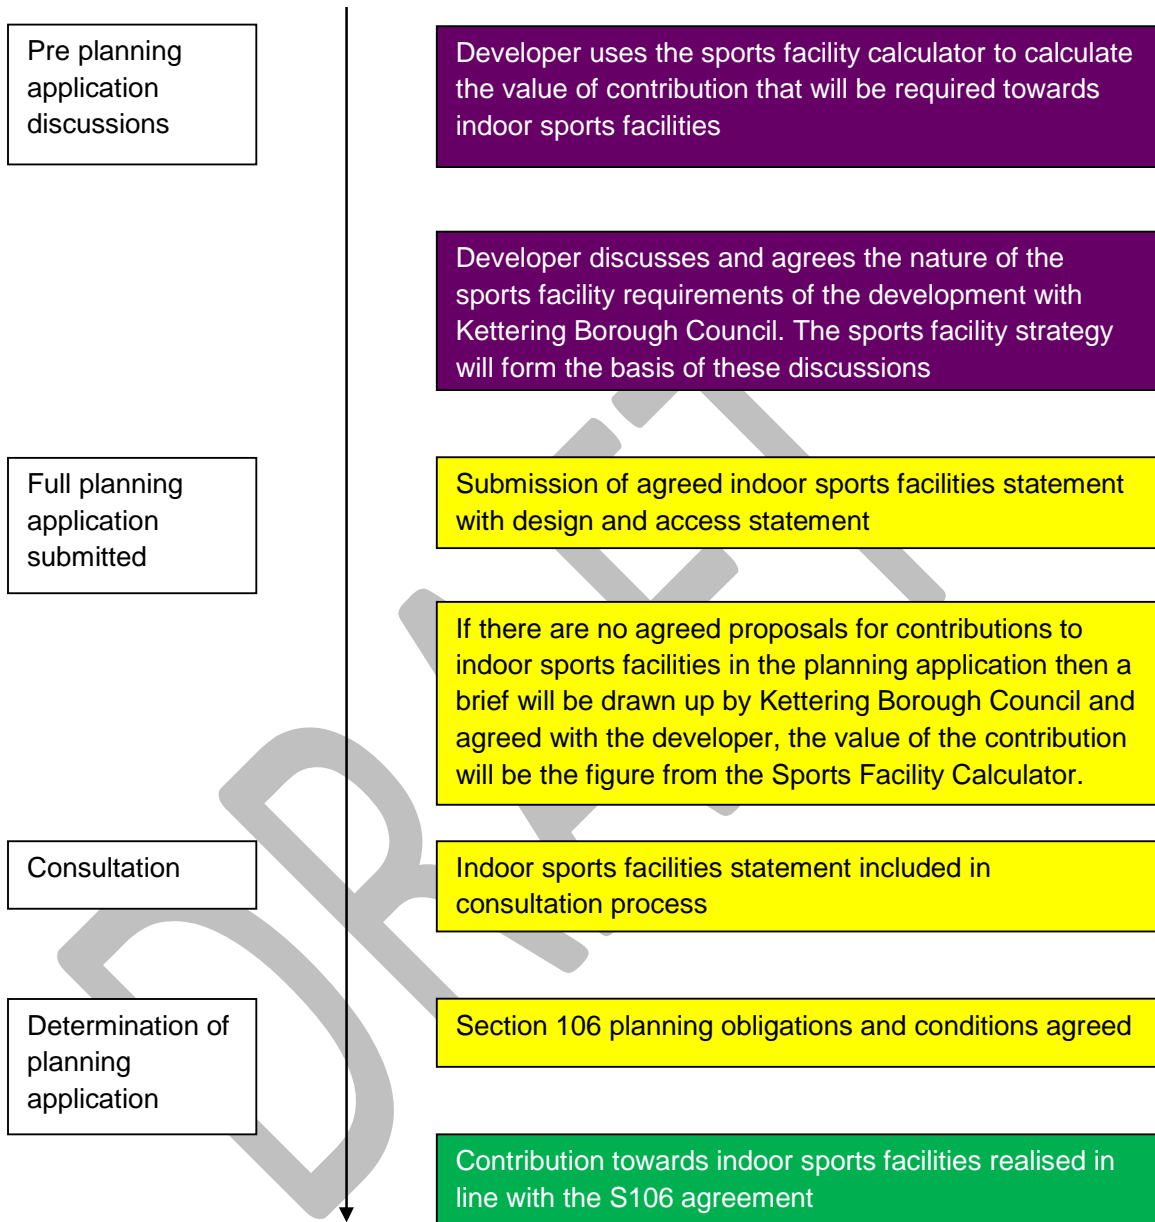 Pre planning
application
discussions
Developer uses the sports facility calculator to calculate
the value of contribution that will be required towards
indoor sports facilities
Developer discusses and agrees the nature of the
sports facility requirements of the development with
Kettering Borough Council. The sports facility strategy
will form the basis of these discussions
Full planning
application
submitted
Submission of agreed indoor sports facilities statement
with design and access statement
If there are no agreed proposals for contributions to
indoor sports facilities in the planning application then a
brief will be drawn up by Kettering Borough Council and
agreed with the developer, the value of the contribution
will be the figure from the Sports Facility Calculator.
Consultation
Indoor sports facilities statement included in
consultation process
Determination of
planning
application
Section 106 planning obligations and conditions agreed
Contribution towards indoor sports facilities realised in
line with the S106 agreement
DRAFT